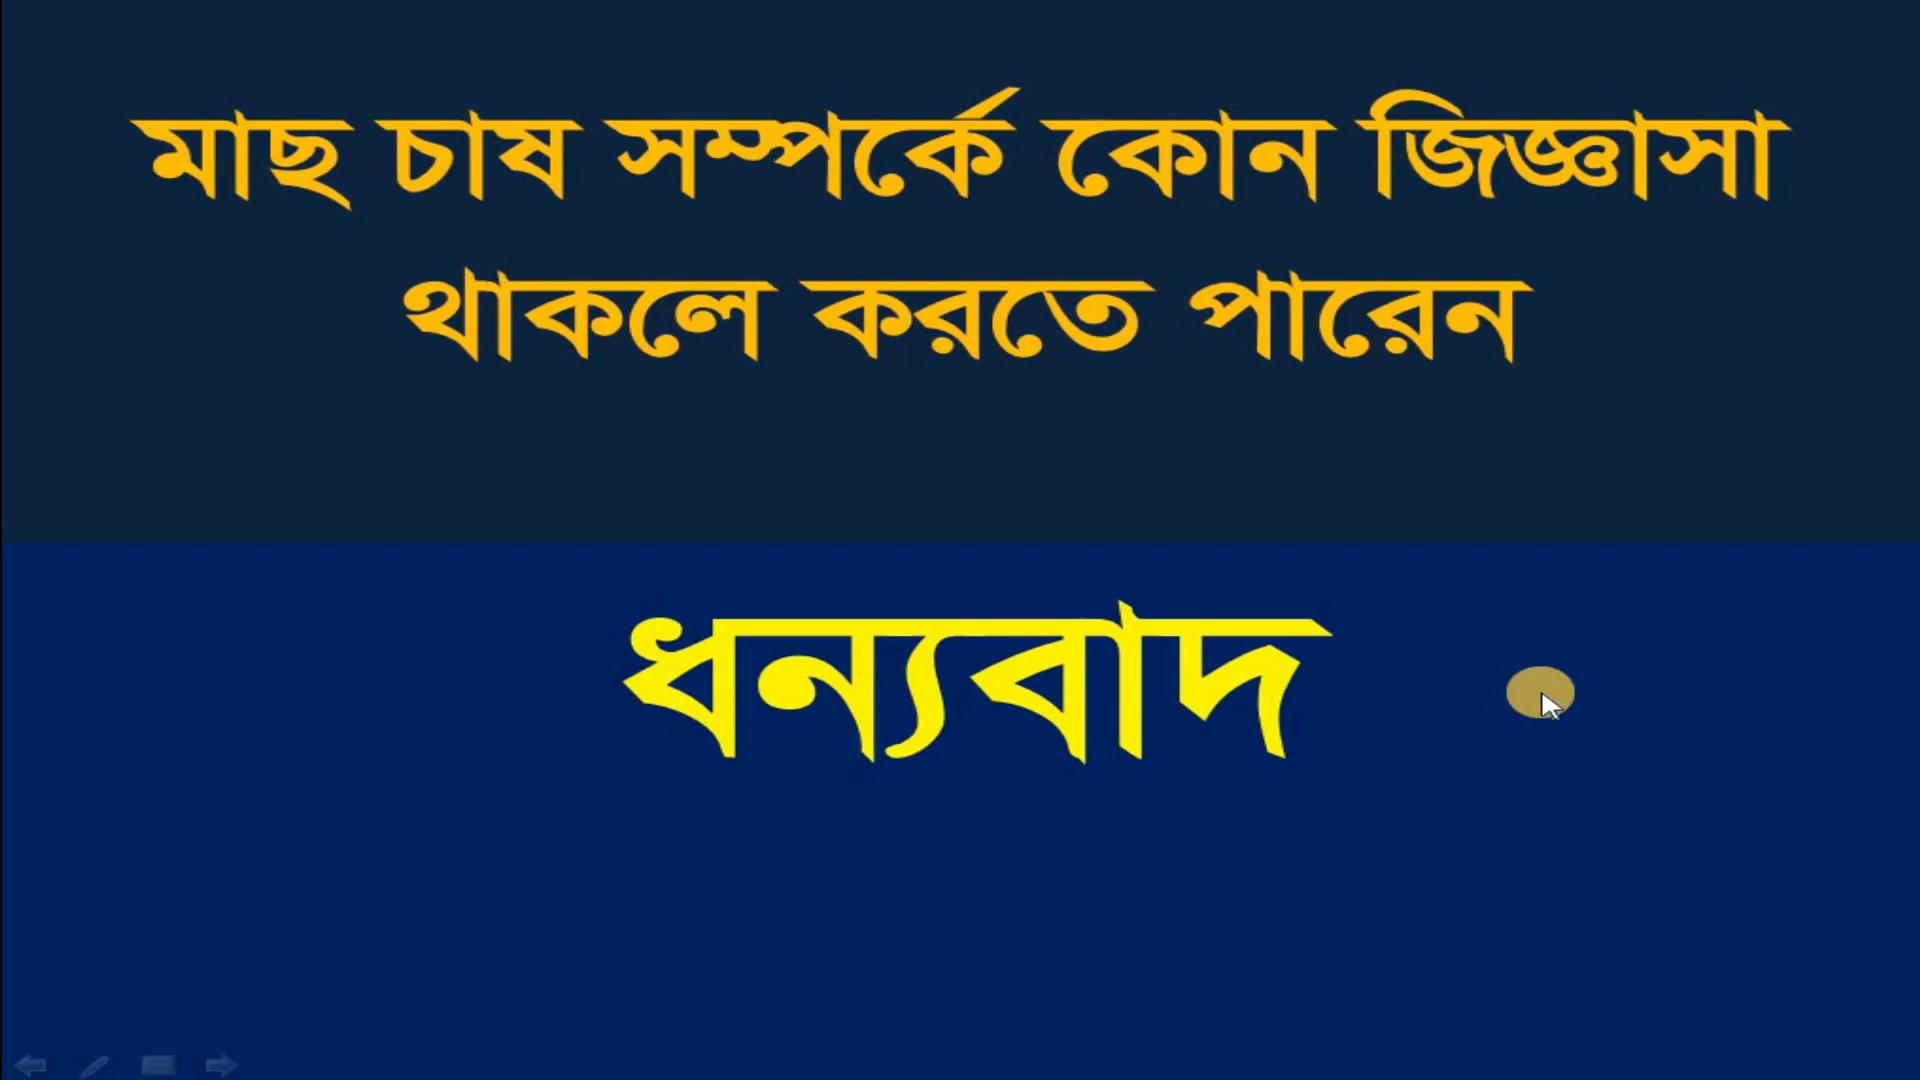 মাছ চাষ সম্পর্কে কোন জিজ্ঞাসা
থাকলে করতে পারেন
ধন্যবাদ